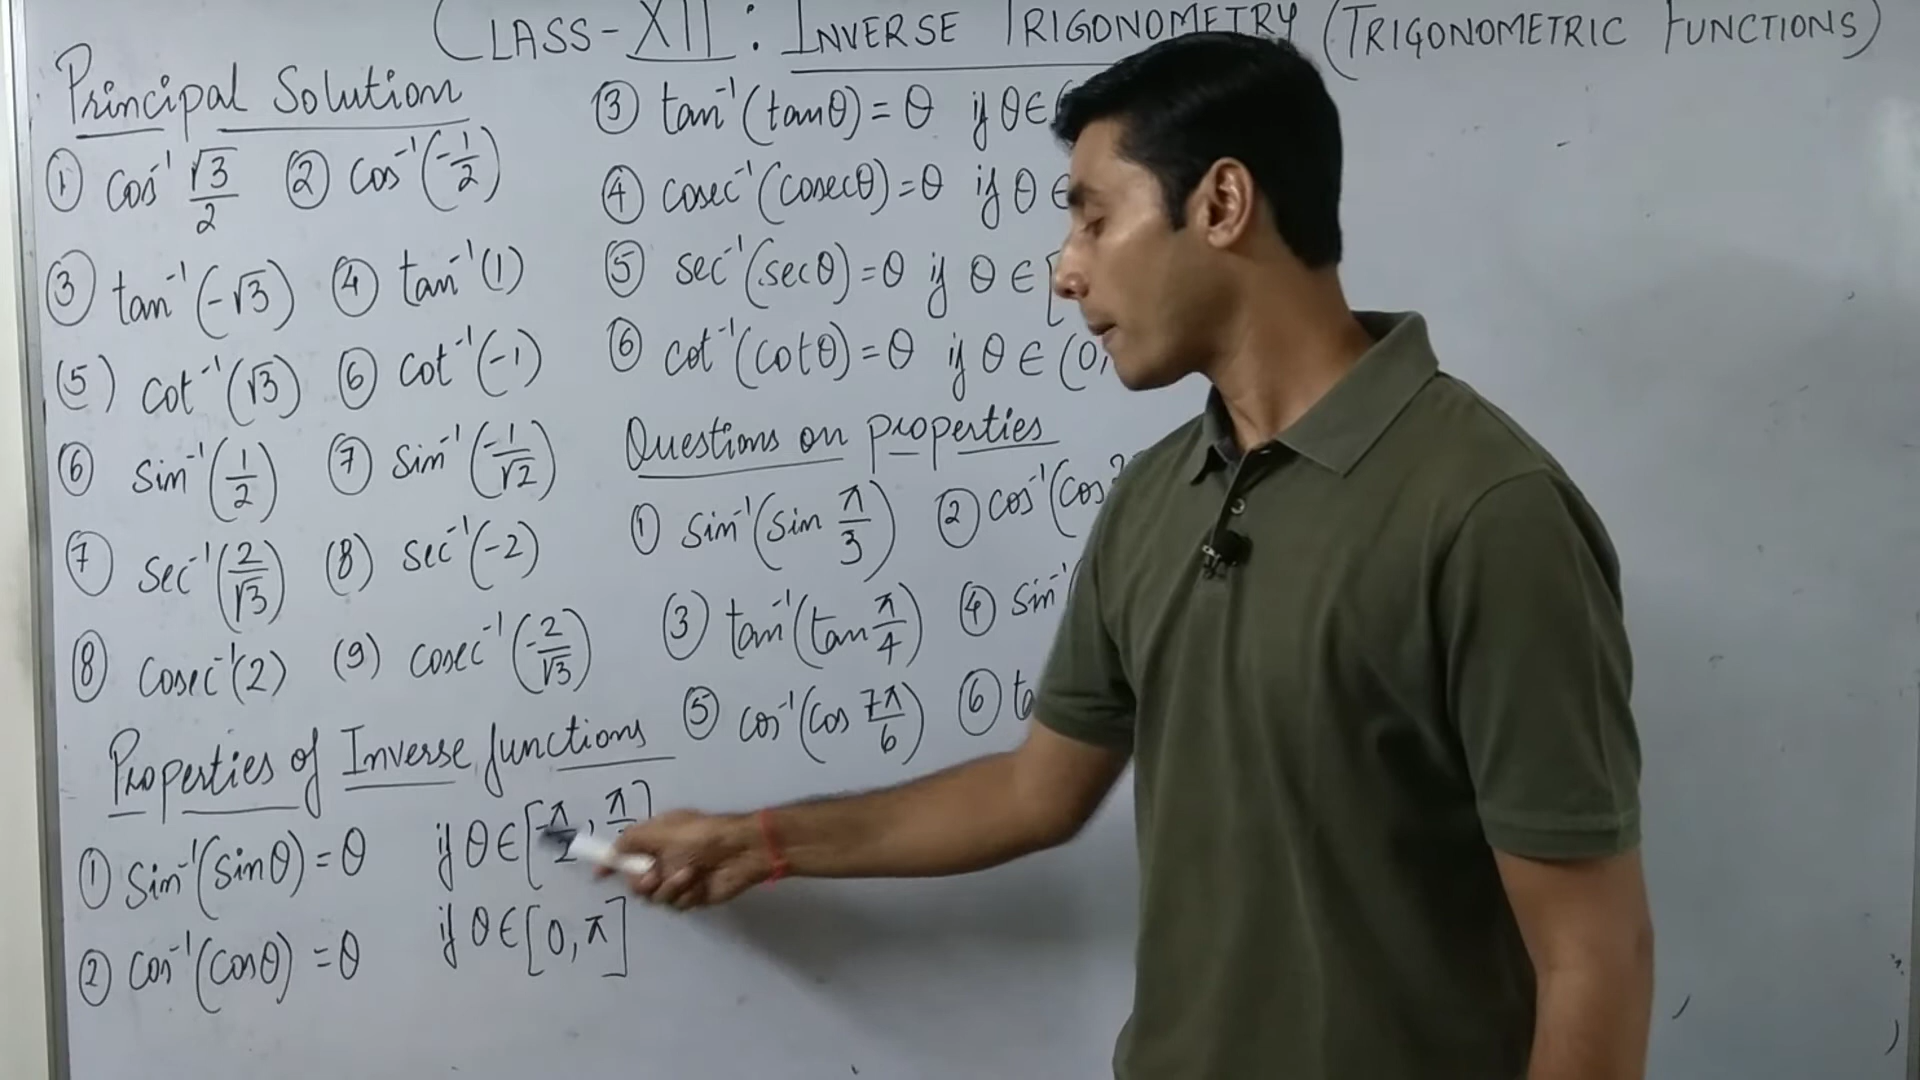 CLASS-XII : INVERSE TRIGONOMETRY (TRIGONOMETRIC FUNCTIONS)
Principal Solution
① cos⁻¹ √3/2 ② cos⁻¹(-1/2)
③ tan⁻¹(-√3) ④ tan⁻¹(1)
(5) cot⁻¹(√3) ⑥ cot⁻¹(-1)
⑥ sin⁻¹(1/2) ⑦ sin⁻¹(-1/√2)
⑦ sec⁻¹(2/√3) (8) sec⁻¹(-2)
⑧ cosec⁻¹(2) (9) cosec⁻¹(-2/√3)
Properties of Inverse functions
① Sin⁻¹(sinθ) = θ if θ∈[-π/2, π/
② cos⁻¹(cosθ) = θ if θ∈[0, π]
③ tan⁻¹(tanθ) = θ if θ∈
④ cosec⁻¹(cosecθ) = θ if θ ∈
⑤ sec⁻¹(secθ) = θ if θ ∈ [
⑥ cot⁻¹(cotθ) = θ if θ ∈ (0,
Questions on properties
① sin⁻¹(sin π/3) ② cos⁻¹(cos
③ tan⁻¹(tan π/4) ④ sin⁻¹(
⑤ cos⁻¹(cos 7π/6) ⑥